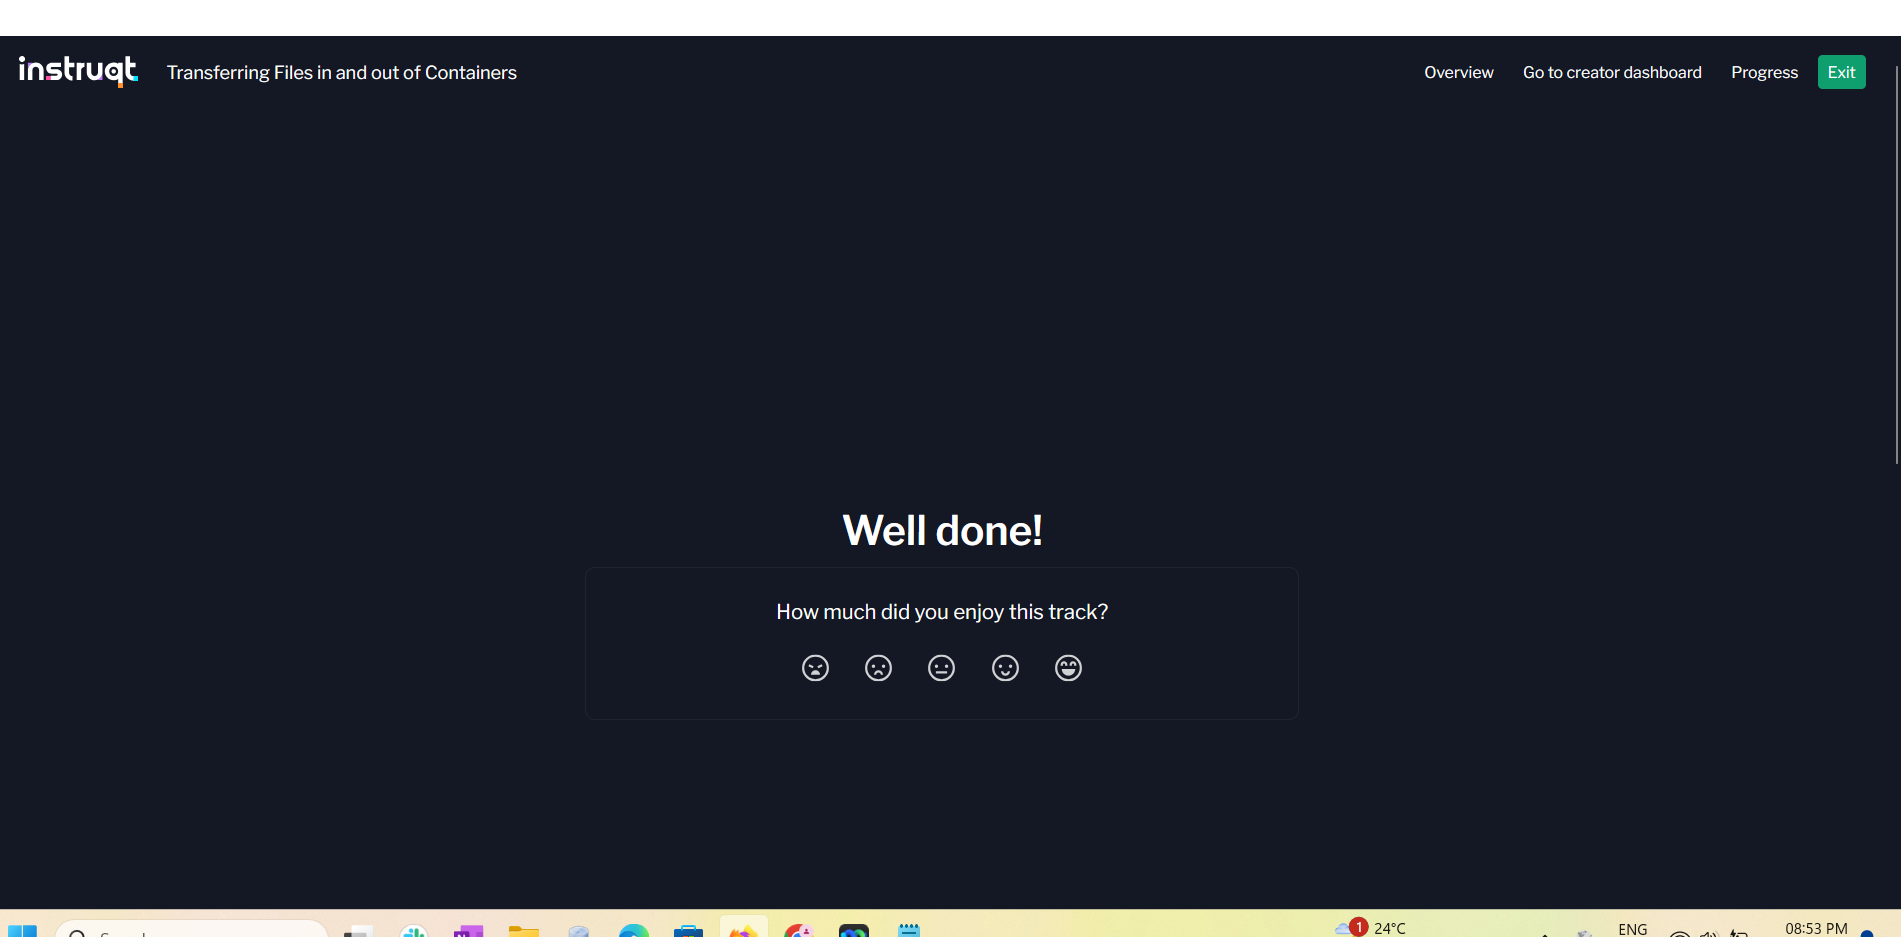 instruqt Transferring Files in and out of Containers Overview Go to creator dashboard Progress Exit
Well done!
How much did you enjoy this track?
1 24°C ENG 08:53 PM